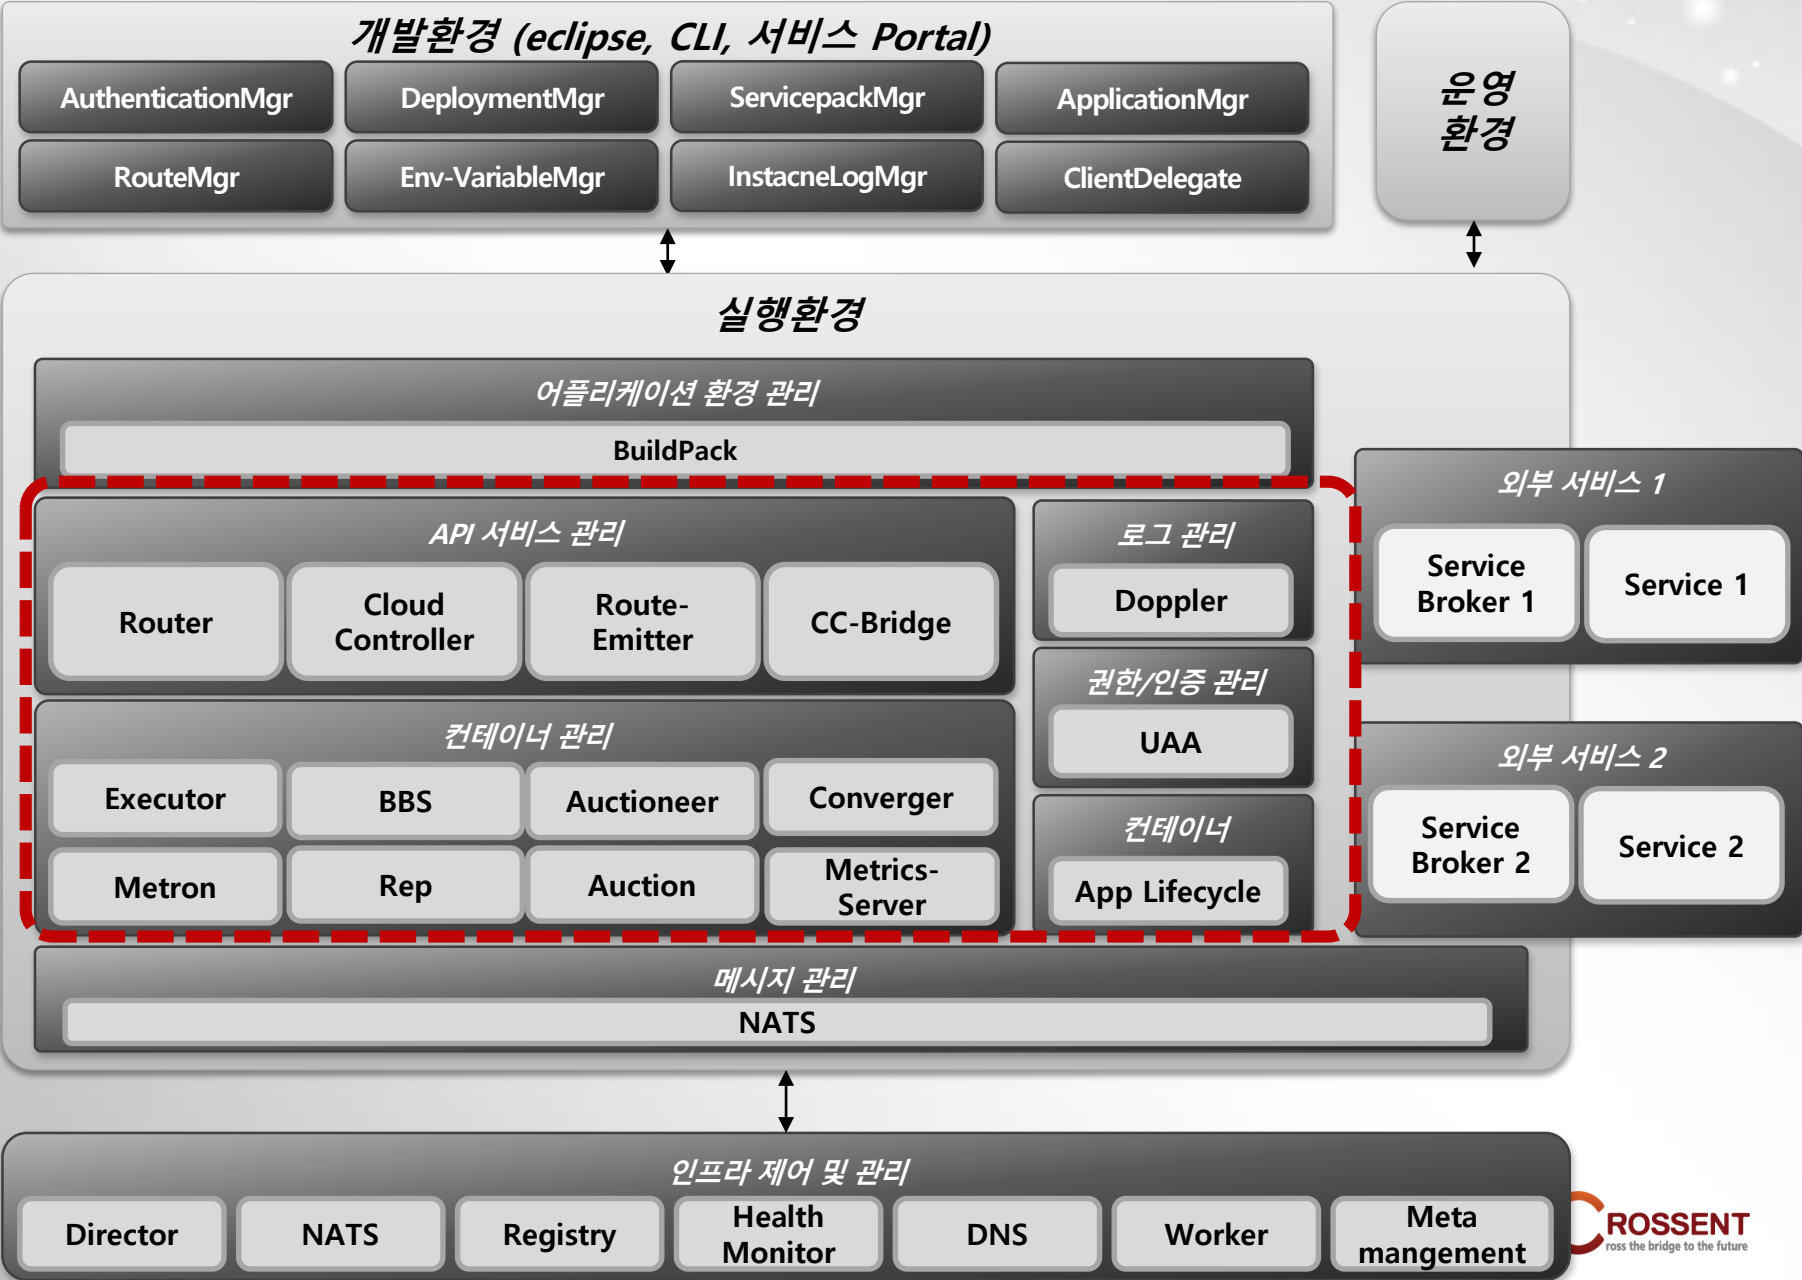 개발환경 (eclipse, CLI, 서비스 Portal)
AuthenticationMgr
DeploymentMgr
ServicepackMgr
ApplicationMgr
RouteMgr
Env-VariableMgr
InstacneLogMgr
ClientDelegate
운영
환경
실행환경
어플리케이션 환경 관리
BuildPack
API 서비스 관리
Router
Cloud
Controller
Route-
Emitter
CC-Bridge
로그 관리
Doppler
권한/인증 관리
UAA
컨테이너 관리
Executor
BBS
Auctioneer
Converger
Metron
Rep
Auction
Metrics-
Server
컨테이너
App Lifecycle
외부 서비스 1
Service
Broker 1
Service 1
외부 서비스 2
Service
Broker 2
Service 2
메시지 관리
NATS
인프라 제어 및 관리
Director
NATS
Registry
Health
Monitor
DNS
Worker
Meta
mangement
CROSSENT
ross the bridge to the future